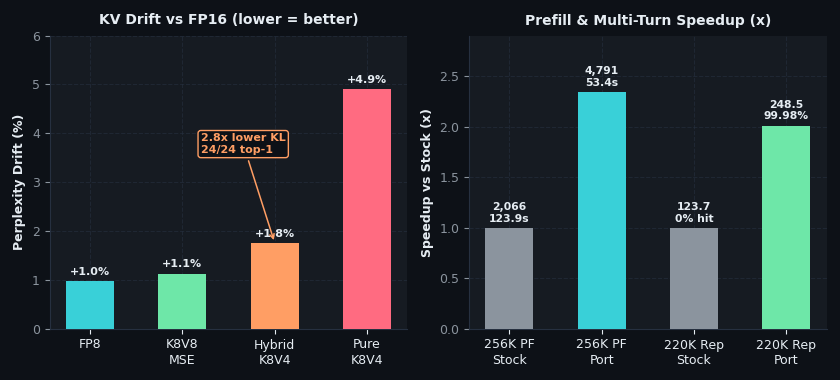 KV Drift vs FP16 (lower = better)
Perplexity Drift (%)
6
5
4
3
2
1
0
+1.0%
+1.1%
+1.8%
+4.9%
2.8x lower KL
24/24 top-1
FP8
K8V8
MSE
Hybrid
K8V4
Pure
K8V4
Prefill & Multi-Turn Speedup (x)
Speedup vs Stock (x)
2.5
2.0
1.5
1.0
0.5
0.0
2,066
123.9s
4,791
53.4s
123.7
0% hit
248.5
99.98%
256K PF
Stock
256K PF
Port
220K Rep
Stock
220K Rep
Port